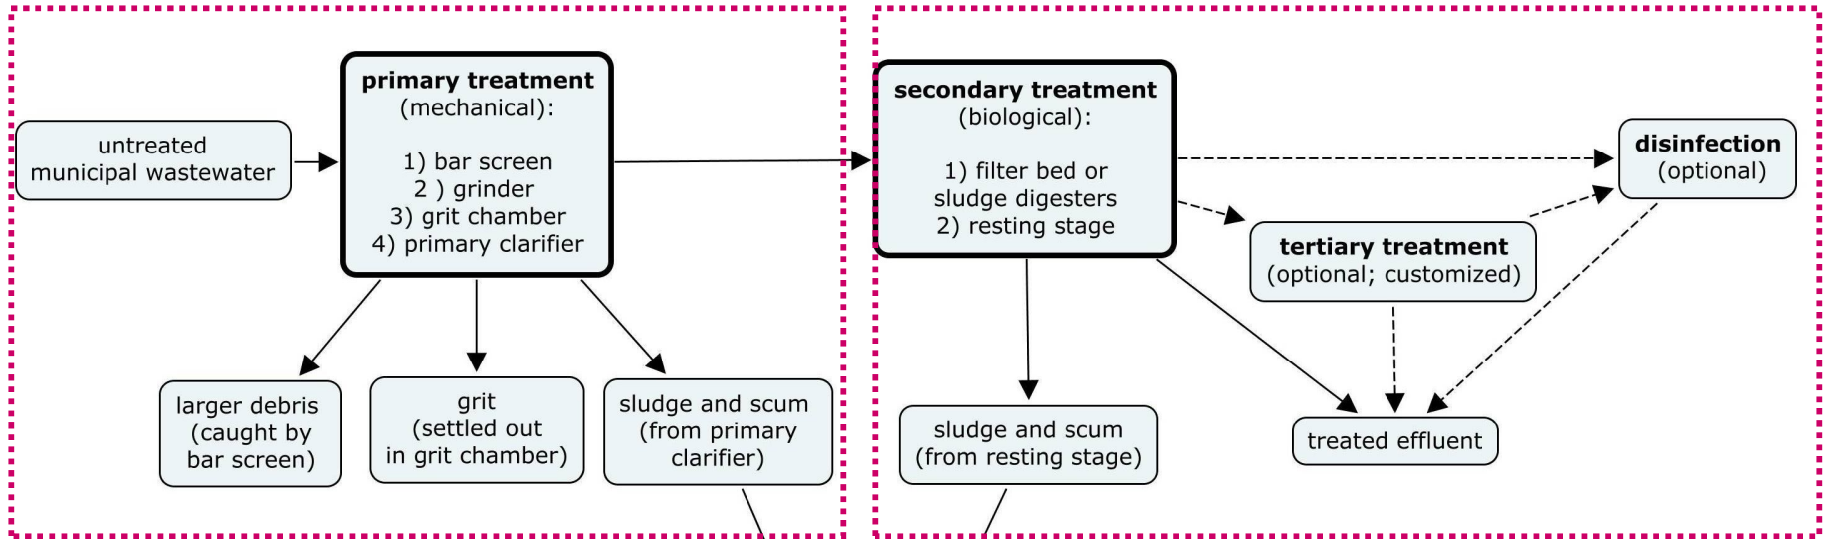 untreated
municipal wastewater
primary treatment
(mechanical):
1) bar screen
2 ) grinder
3) grit chamber
4) primary clarifier
larger debris
(caught by
bar screen)
grit
(settled out
in grit chamber)
sludge and scum
(from primary
clarifier)
secondary treatment
(biological):
1) filter bed or
sludge digesters
2) resting stage
sludge and scum
(from resting stage)
tertiary treatment
(optional; customized)
disinfection
(optional)
treated effluent